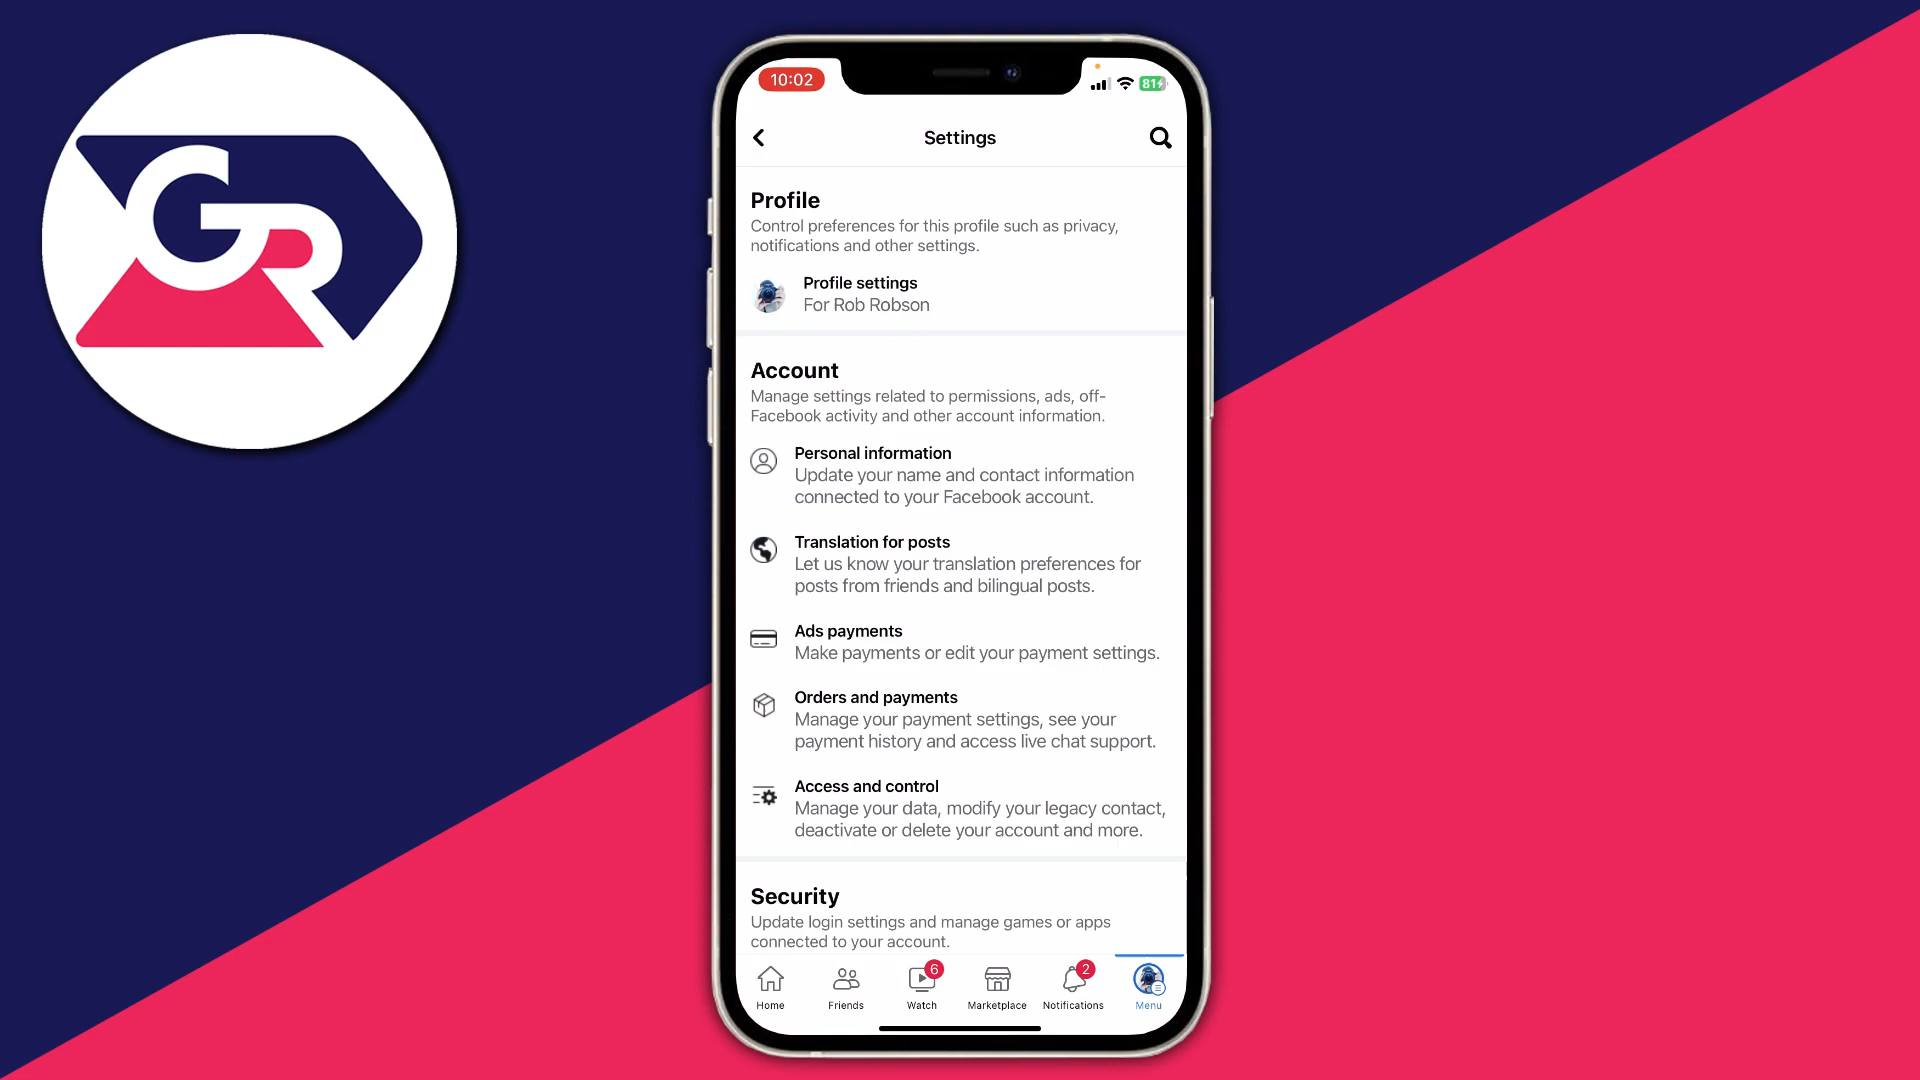 GR
10:02
81
Settings
Profile
Control preferences for this profile such as privacy,
notifications and other settings.
Profile settings
For Rob Robson
Account
Manage settings related to permissions, ads, off-
Facebook activity and other account information.
Personal information
Update your name and contact information
connected to your Facebook account.
Translation for posts
Let us know your translation preferences for
posts from friends and bilingual posts.
Ads payments
Make payments or edit your payment settings.
Orders and payments
Manage your payment settings, see your
payment history and access live chat support.
Access and control
Manage your data, modify your legacy contact,
deactivate or delete your account and more.
Security
Update login settings and manage games or apps
connected to your account.
6 2
Home Friends Watch Marketplace Notifications Menu